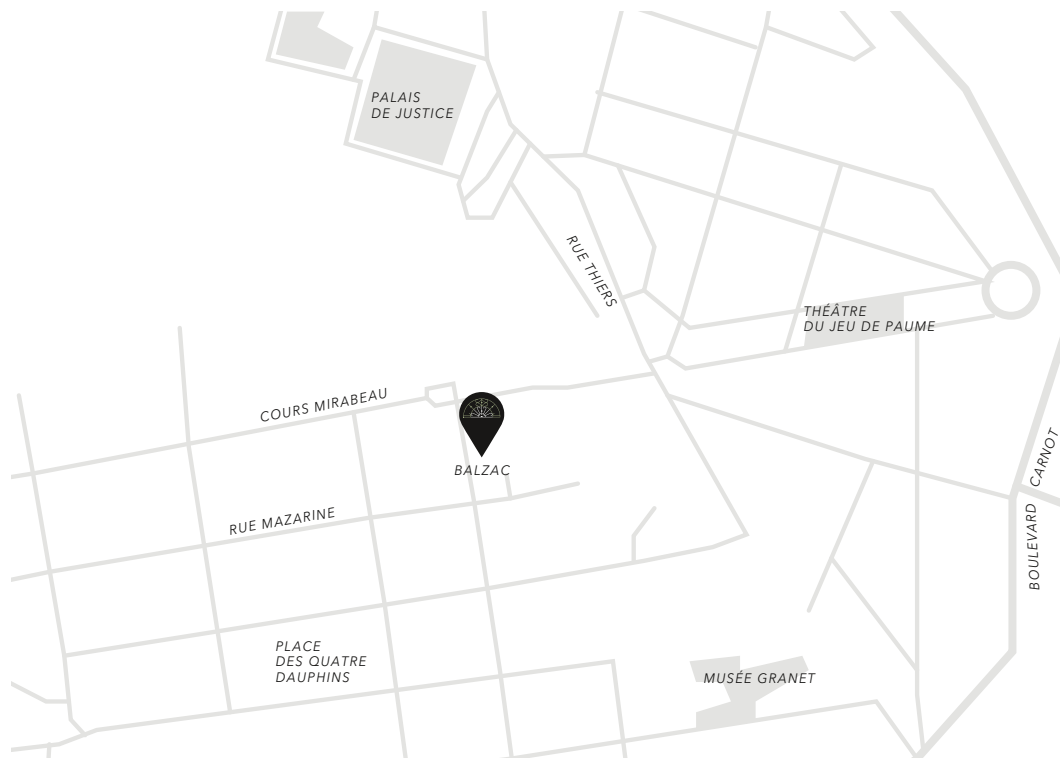 PALAIS
DE JUSTICE
RUE THIERS
THÉÂTRE
DU JEU DE PAUME
COURS MIRABEAU
BALZAC
CARNOT
BOULEVARD
RUE MAZARINE
PLACE
DES QUATRE
DAUPHINS
MUSÉE GRANET